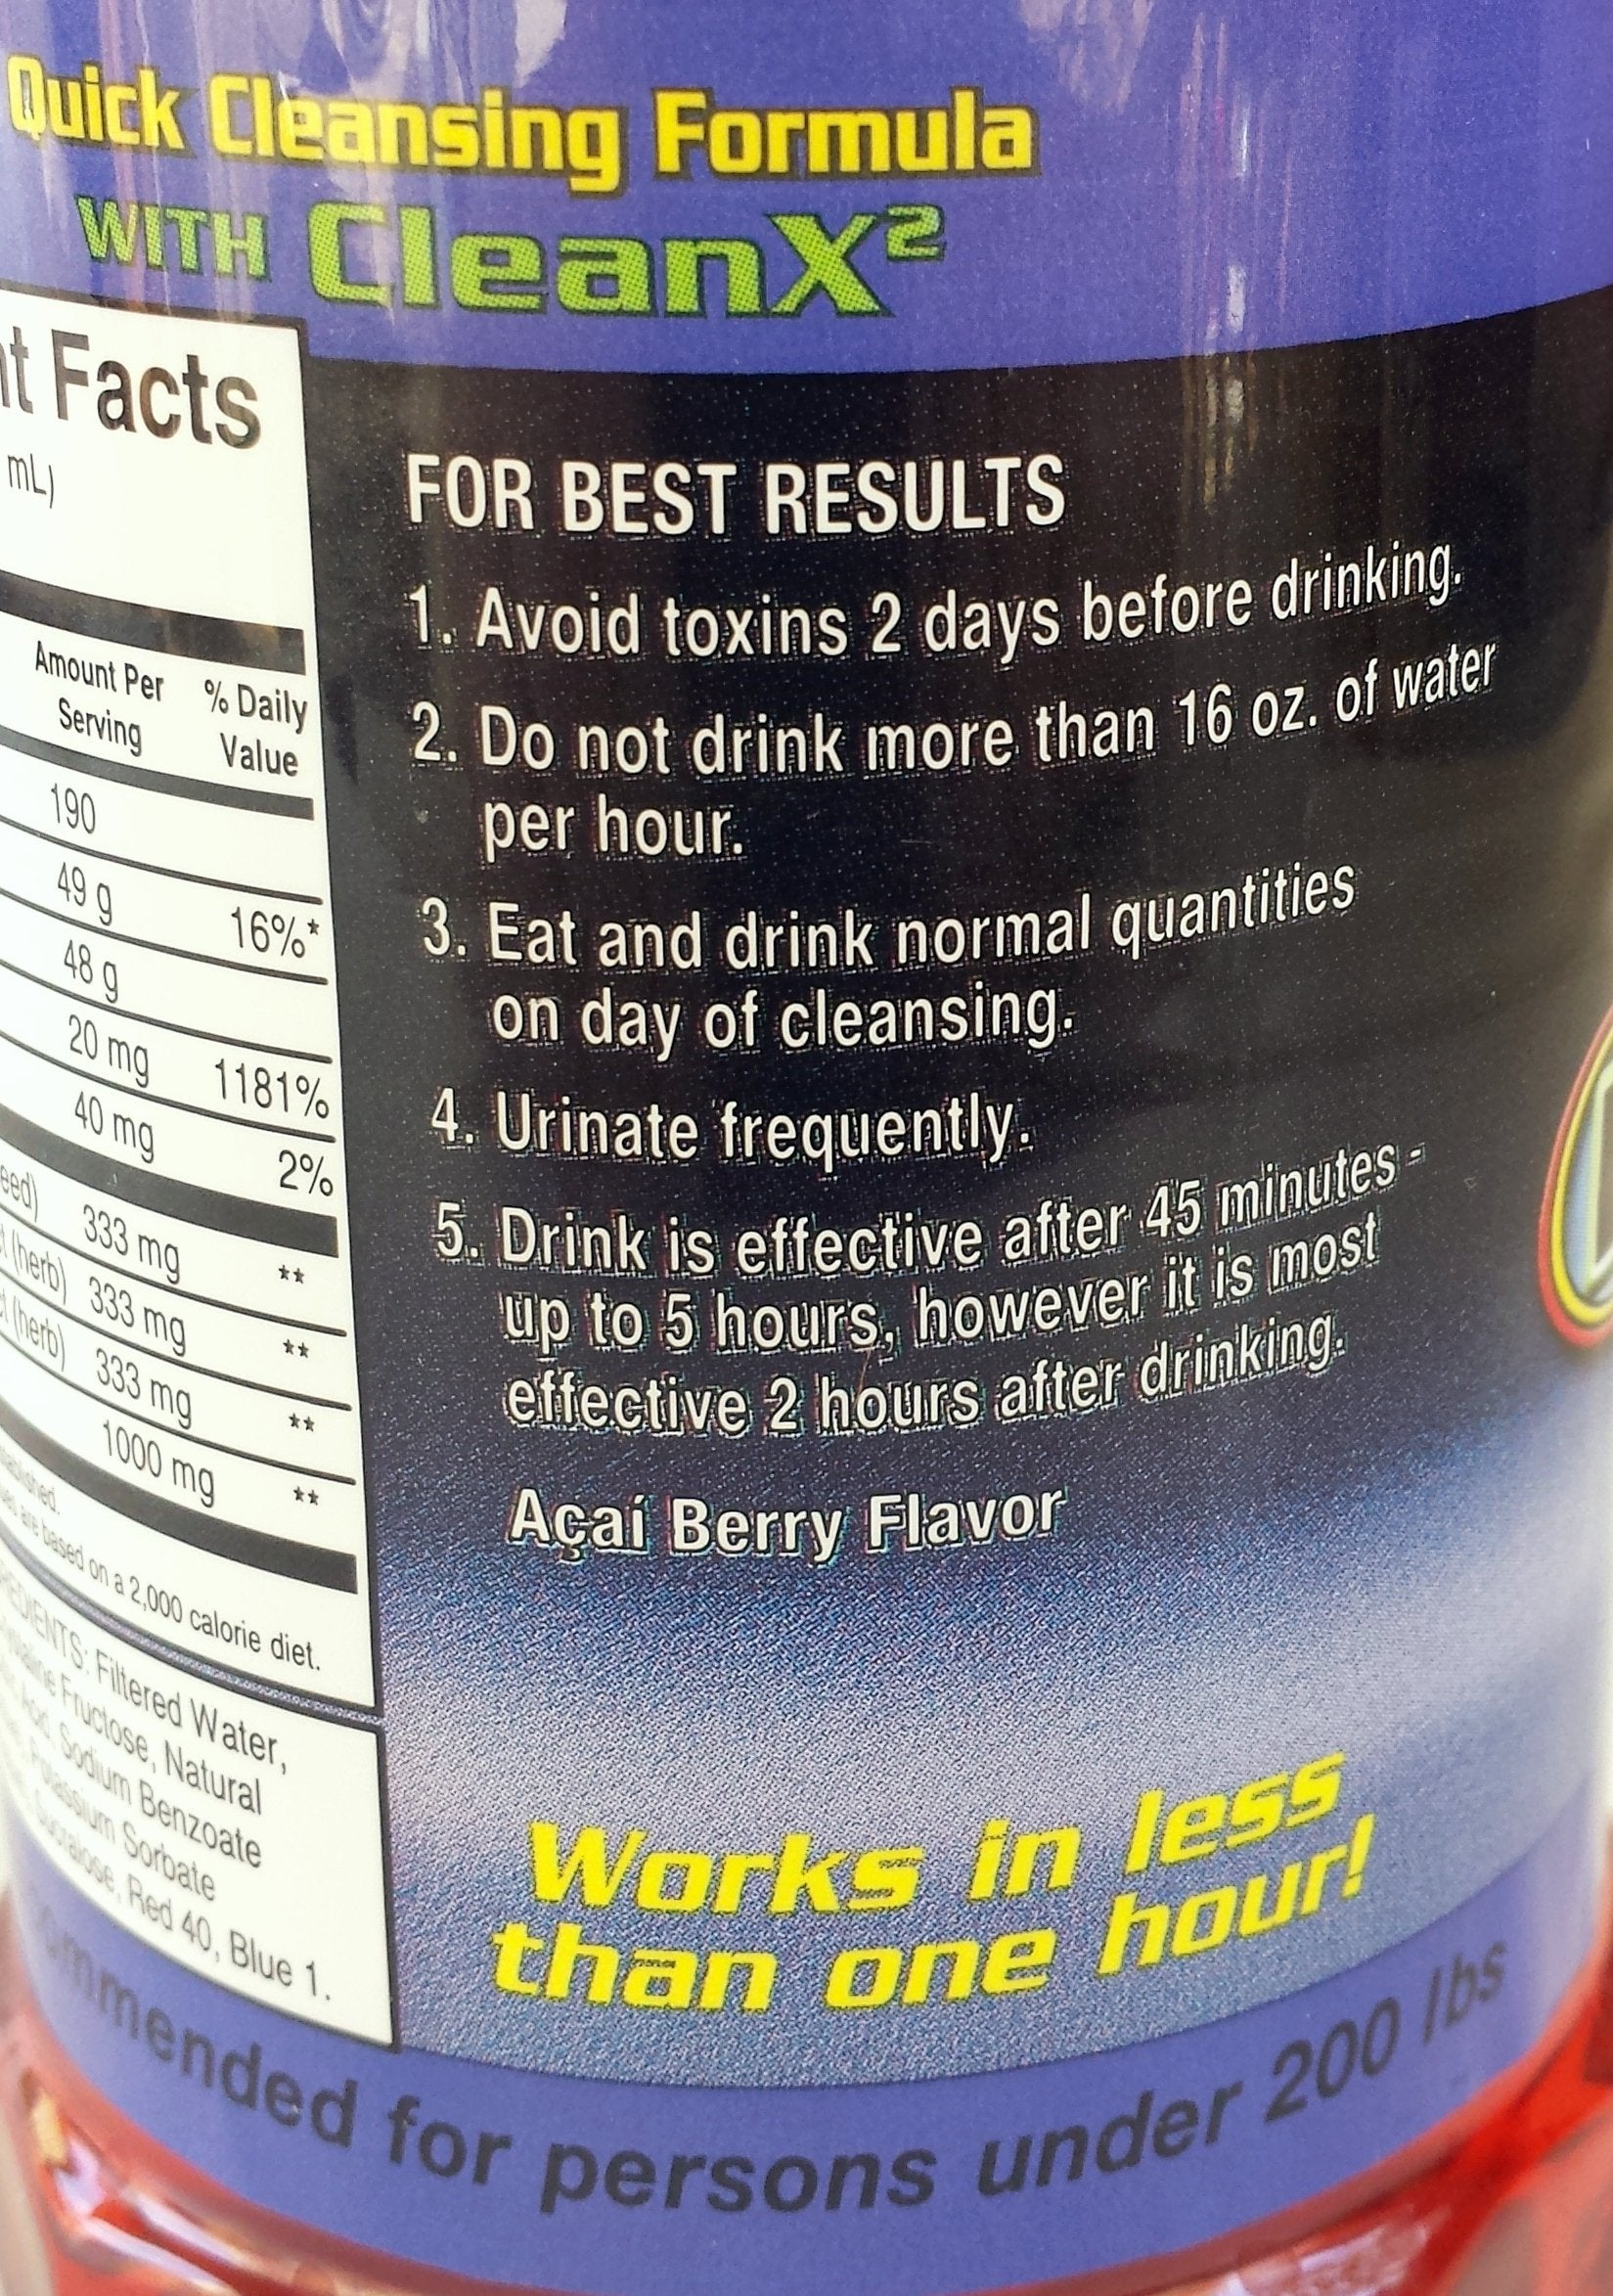 Quick Cleansing Formula
WITH CleanX²
Facts
mL)
Amount Per % Daily
Serving Value
190
49 g 16%*
48 g
20 mg 1181%
40 mg 2%
333 mg **
(herb) 333 mg **
(herb) 333 mg **
1000 mg **
are based on a 2,000 calorie diet.
Filtered Water,
Fructose, Natural
Sodium Benzoate
Potassium Sorbate
Sucralose, Red 40, Blue 1.
FOR BEST RESULTS
1. Avoid toxins 2 days before drinking.
2. Do not drink more than 16 oz. of water
per hour.
3. Eat and drink normal quantities
on day of cleansing.
4. Urinate frequently.
5. Drink is effective after 45 minutes -
up to 5 hours, however it is most
effective 2 hours after drinking.
Açaí Berry Flavor
Works in less
than one hour!
for persons under 200 lbs